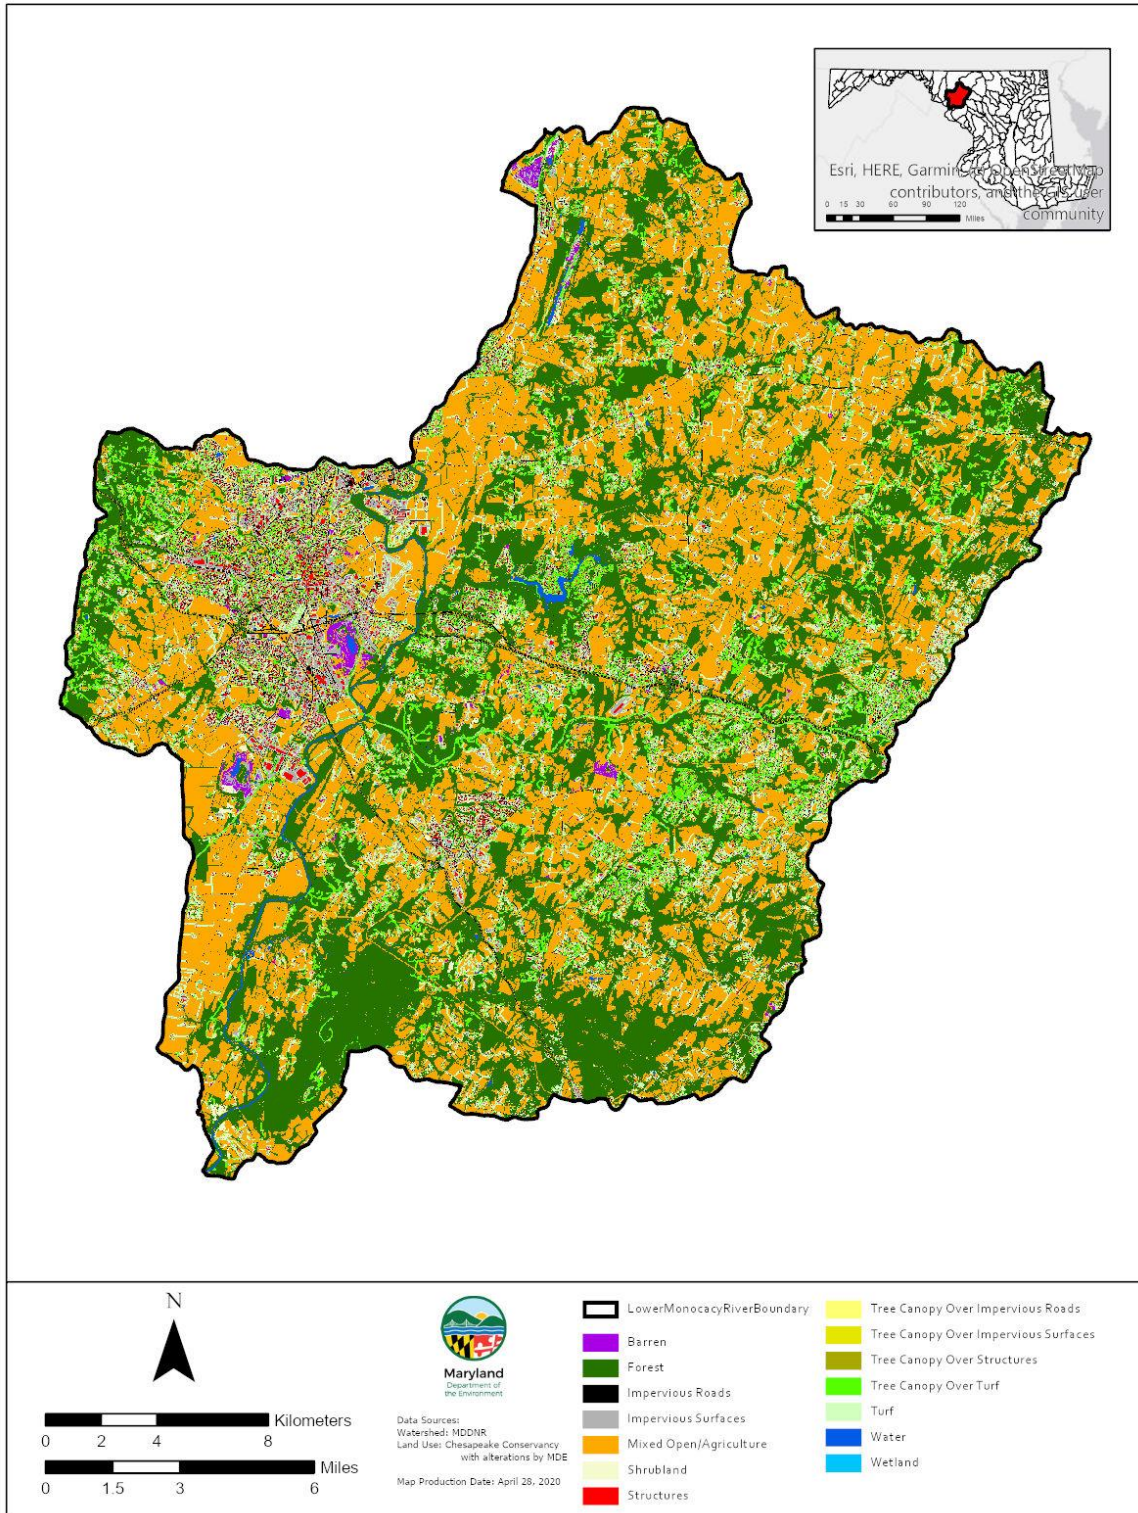 Esri, HERE, Garmin, (c) OpenStreetMap
contributors, and the GIS user
community
0 15 30 60 90 120
Miles
N
Kilometers
0 2 4 8
Miles
0 1.5 3 6
Maryland
Department of
the Environment
Data Sources:
Watershed: MDDNR
Land Use: Chesapeake Conservancy
with alterations by MDE
Map Production Date: April 28, 2020
LowerMonocacyRiverBoundary
Barren
Forest
Impervious Roads
Impervious Surfaces
Mixed Open/Agriculture
Shrubland
Structures
Tree Canopy Over Impervious Roads
Tree Canopy Over Impervious Surfaces
Tree Canopy Over Structures
Tree Canopy Over Turf
Turf
Water
Wetland